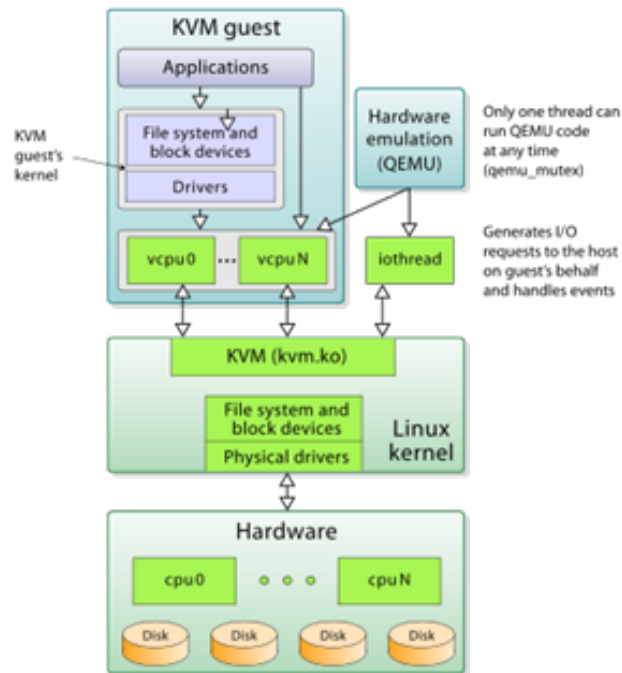 KVM guest
Applications
KVM
guest's
kernel
File system and
block devices
Drivers
Hardware
emulation
(QEMU)
Only one thread can
run QEMU code
at any time
(qemu_mutex)
vcpu0
...
vcpuN
iothread
Generates I/O
requests to the host
on guest's behalf
and handles events
KVM (kvm.ko)
File system and
block devices
Physical drivers
Linux
kernel
Hardware
cpu0
cpuN
Disk
Disk
Disk
Disk